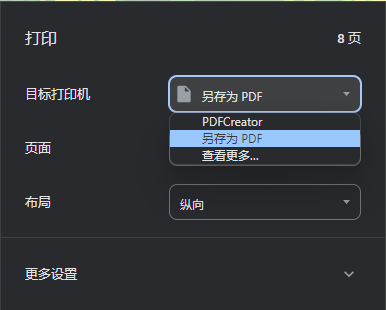 打印
8 页
目标打印机
另存为 PDF
PDFCreator
另存为 PDF
页面
查看更多...
布局
纵向
更多设置